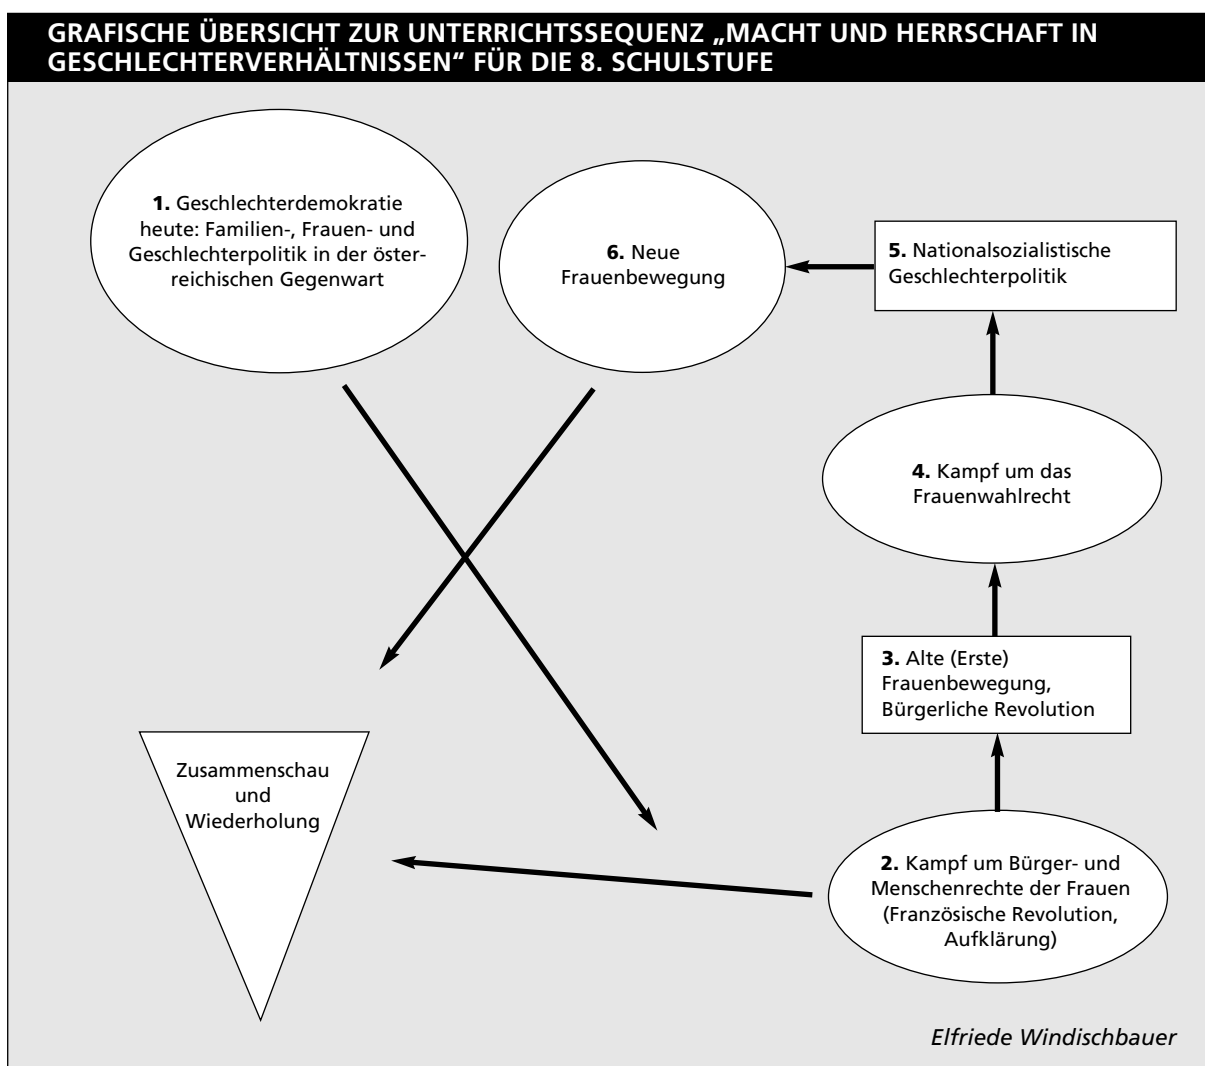 GRAFISCHE ÜBERSICHT ZUR UNTERRICHTSSEQUENZ „MACHT UND HERRSCHAFT IN
GESCHLECHTERVERHÄLTNISSEN“ FÜR DIE 8. SCHULSTUFE
1. Geschlechterdemokratie
heute: Familien-, Frauen- und
Geschlechterpolitik in der öster-
reichischen Gegenwart
6. Neue
Frauenbewegung
5. Nationalsozialistische
Geschlechterpolitik
4. Kampf um das
Frauenwahlrecht
3. Alte (Erste)
Frauenbewegung,
Bürgerliche Revolution
Zusammenschau
und
Wiederholung
2. Kampf um Bürger- und
Menschenrechte der Frauen
(Französische Revolution,
Aufklärung)
Elfriede Windischbauer